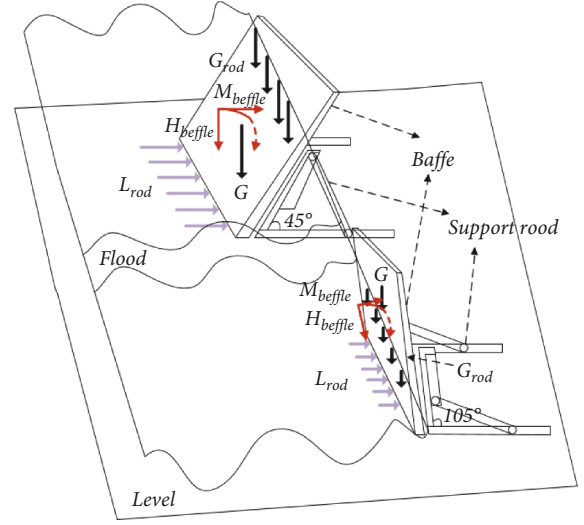 G_rod
M_beffle
H_beffle
L_rod
G
45°
Baffe
Support rood
Flood
G
M_beffle
H_beffle
L_rod
G_rod
105°
Level